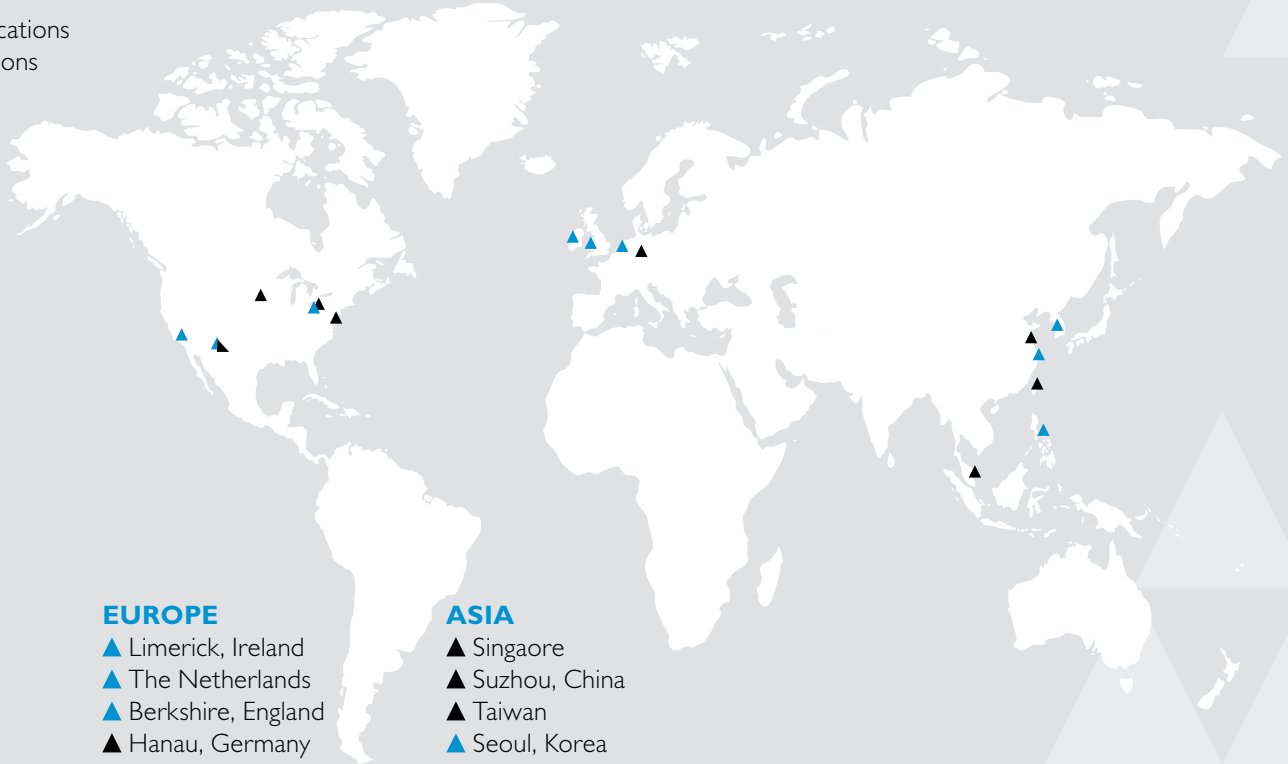 cations
ons
EUROPE
Limerick, Ireland
The Netherlands
Berkshire, England
Hanau, Germany
ASIA
Singaore
Suzhou, China
Taiwan
Seoul, Korea